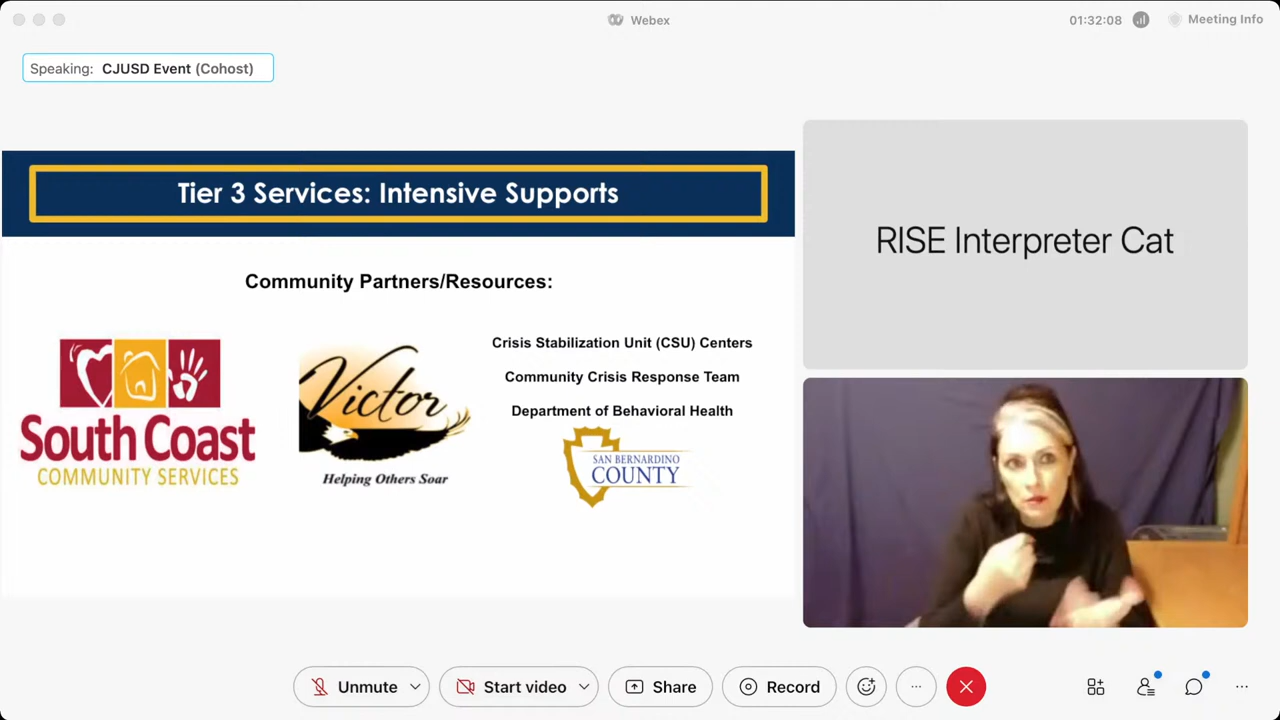 Webex
01:32:08
Meeting Info
Speaking: CJUSD Event (Cohost)
Tier 3 Services: Intensive Supports
Community Partners/Resources:
South Coast
COMMUNITY SERVICES
Victor
Helping Others Soar
Crisis Stabilization Unit (CSU) Centers
Community Crisis Response Team
Department of Behavioral Health
SAN BERNARDINO
COUNTY
RISE Interpreter Cat
Unmute
Start video
Share
Record